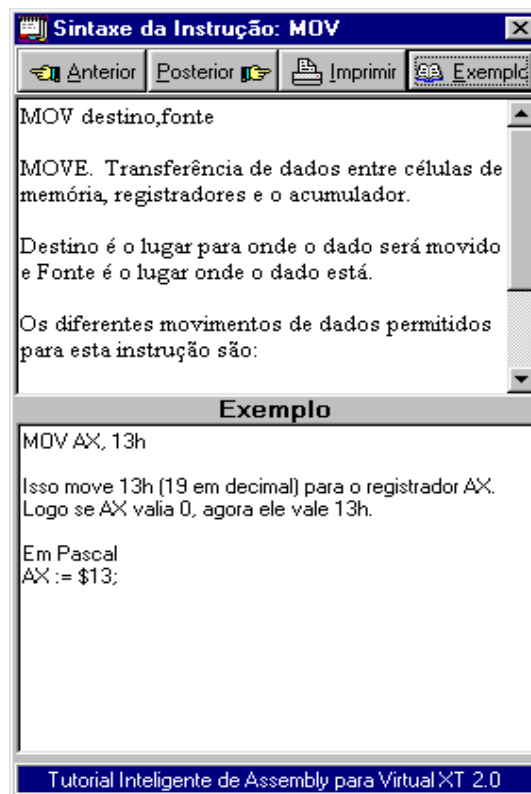 Sintaxe da Instrução: MOV
Anterior Posterior Imprimir Exemplo
MOV destino,fonte
MOVE. Transferência de dados entre células de
memória, registradores e o acumulador.
Destino é o lugar para onde o dado será movido
e Fonte é o lugar onde o dado está.
Os diferentes movimentos de dados permitidos
para esta instrução são:
Exemplo
MOV AX, 13h
Isso move 13h (19 em decimal) para o registrador AX.
Logo se AX valia 0, agora ele vale 13h.
Em Pascal
AX := $13;
Tutorial Inteligente de Assembly para Virtual XT 2.0